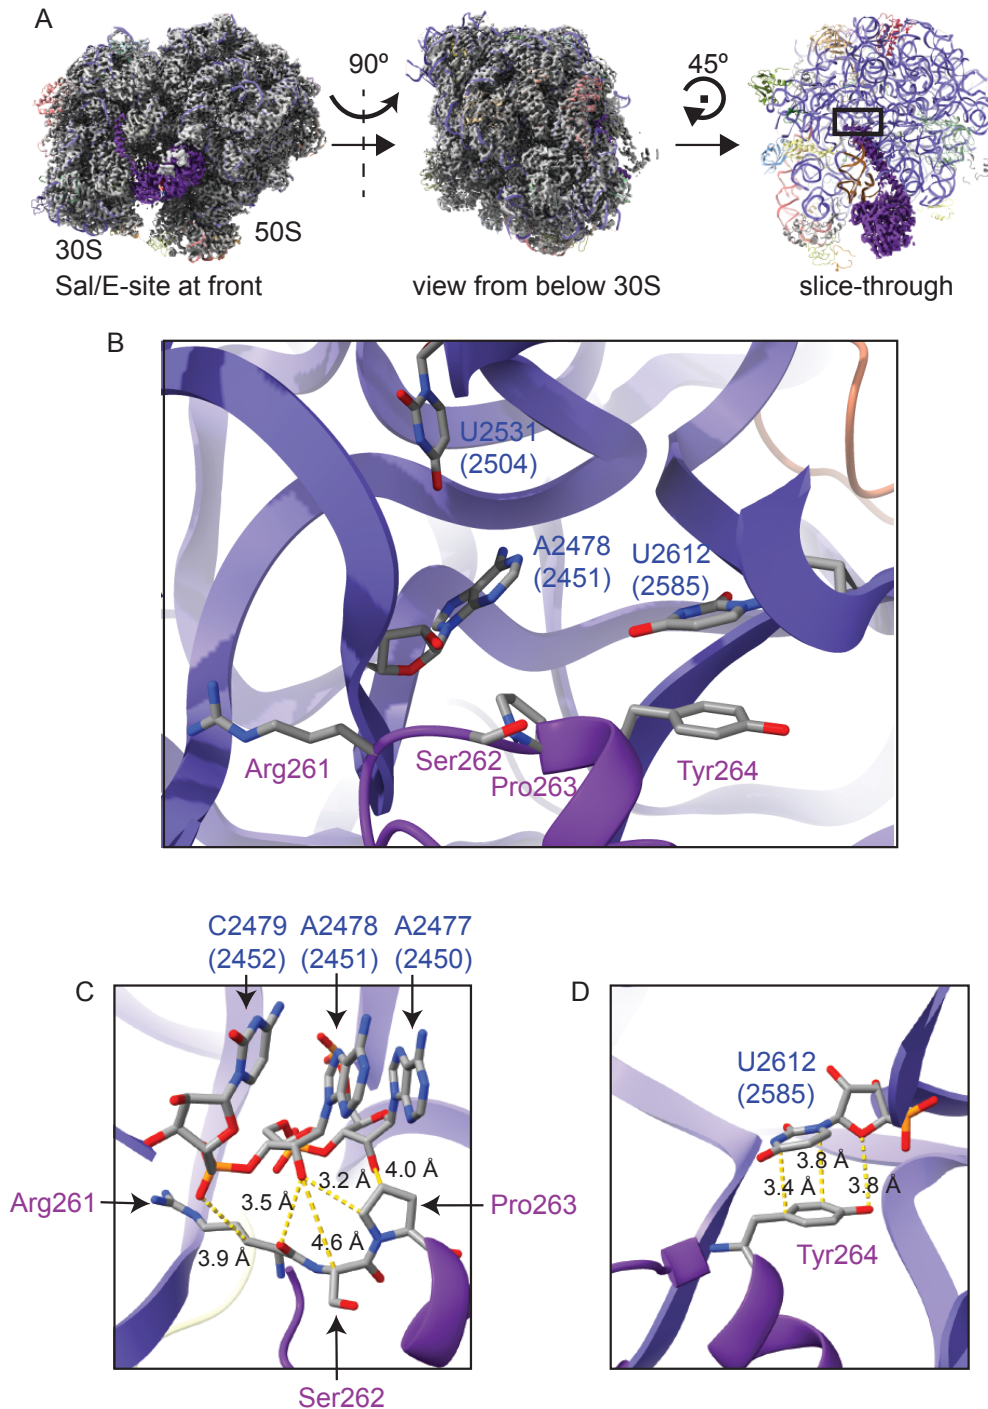 A
90º
45º
30S
50S
Sal/E-site at front
view from below 30S
slice-through
B
U2531
(2504)
A2478
(2451)
U2612
(2585)
Arg261
Ser262
Pro263
Tyr264
C2479 A2478 A2477
(2452) (2451) (2450)
C
Arg261
Pro263
4.0 Å
3.2 Å
3.5 Å
4.6 Å
3.9 Å
Ser262
D
U2612
(2585)
3.8 Å
3.4 Å
3.8 Å
Tyr264